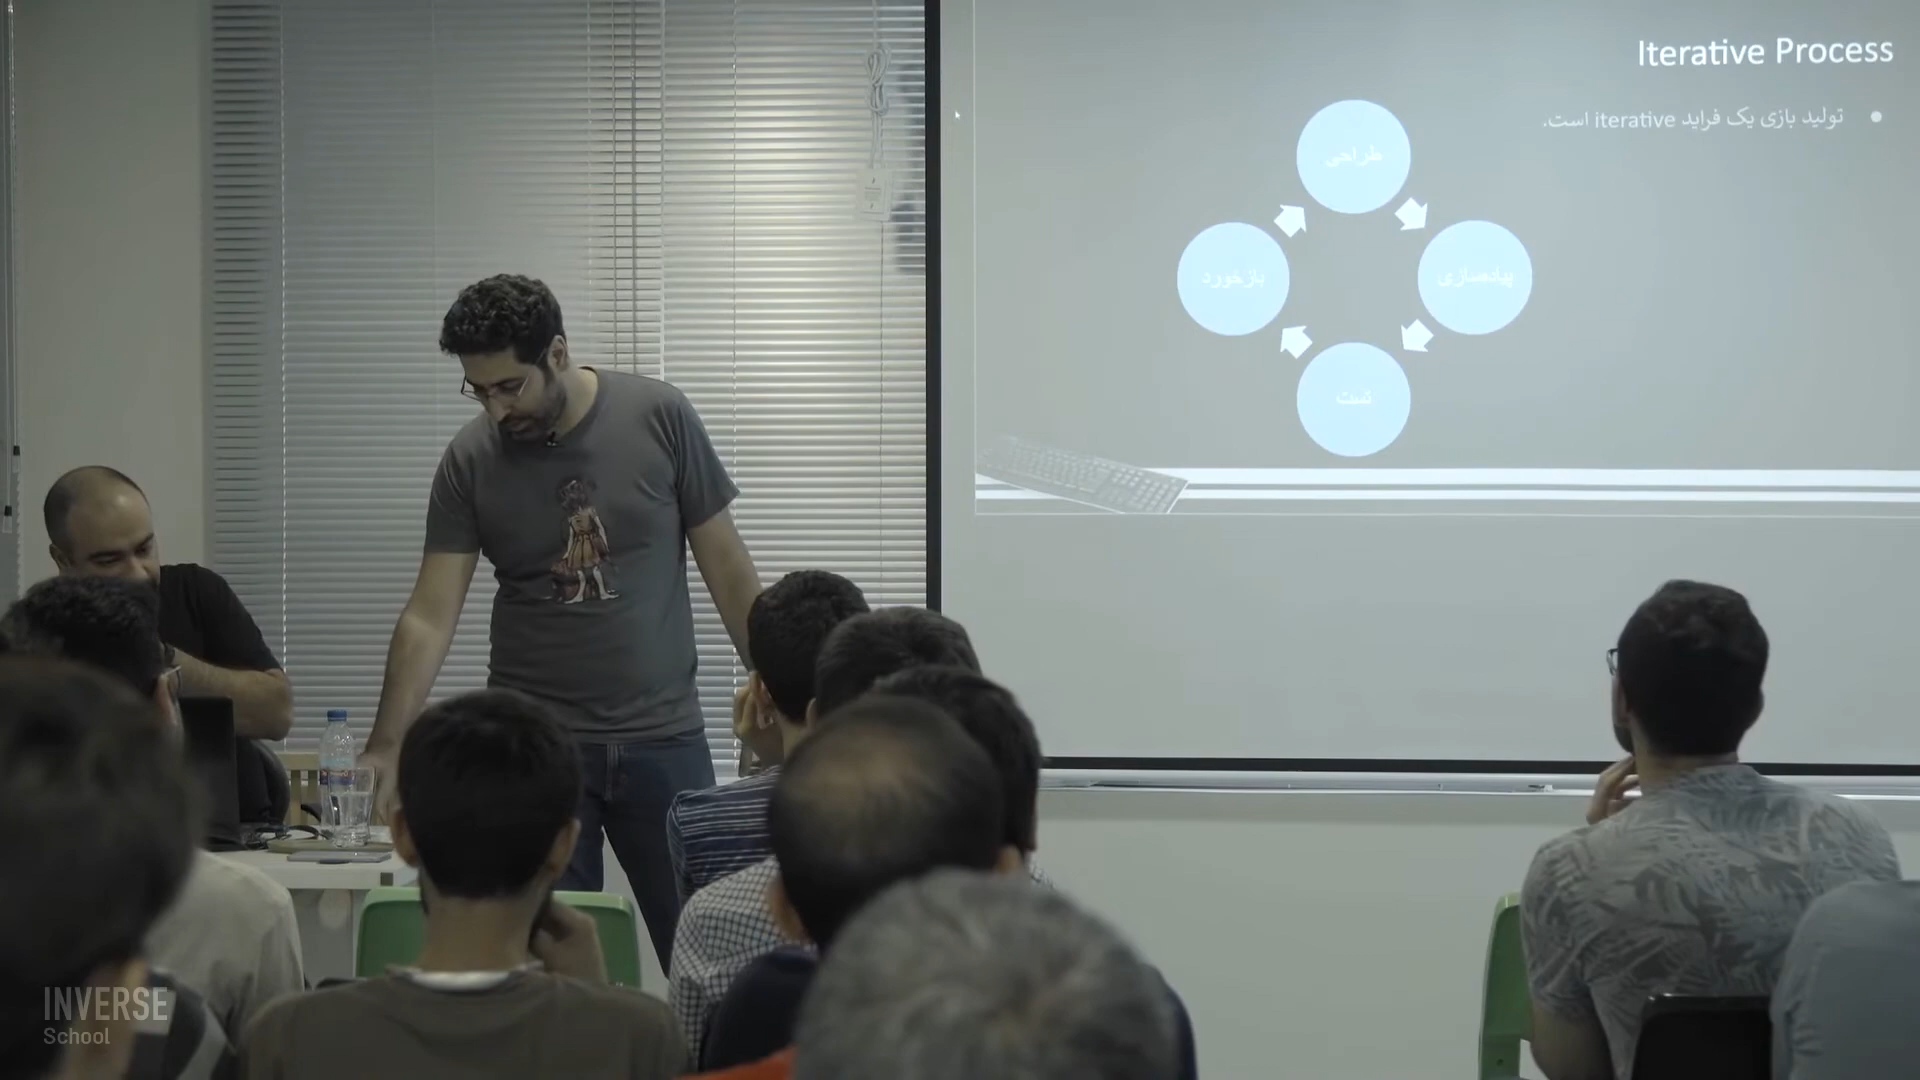 Iterative Process
تولید بازی یک فراید iterative است.
طراحی
پیاده‌سازی
تست
بازخورد
INVERSE
School